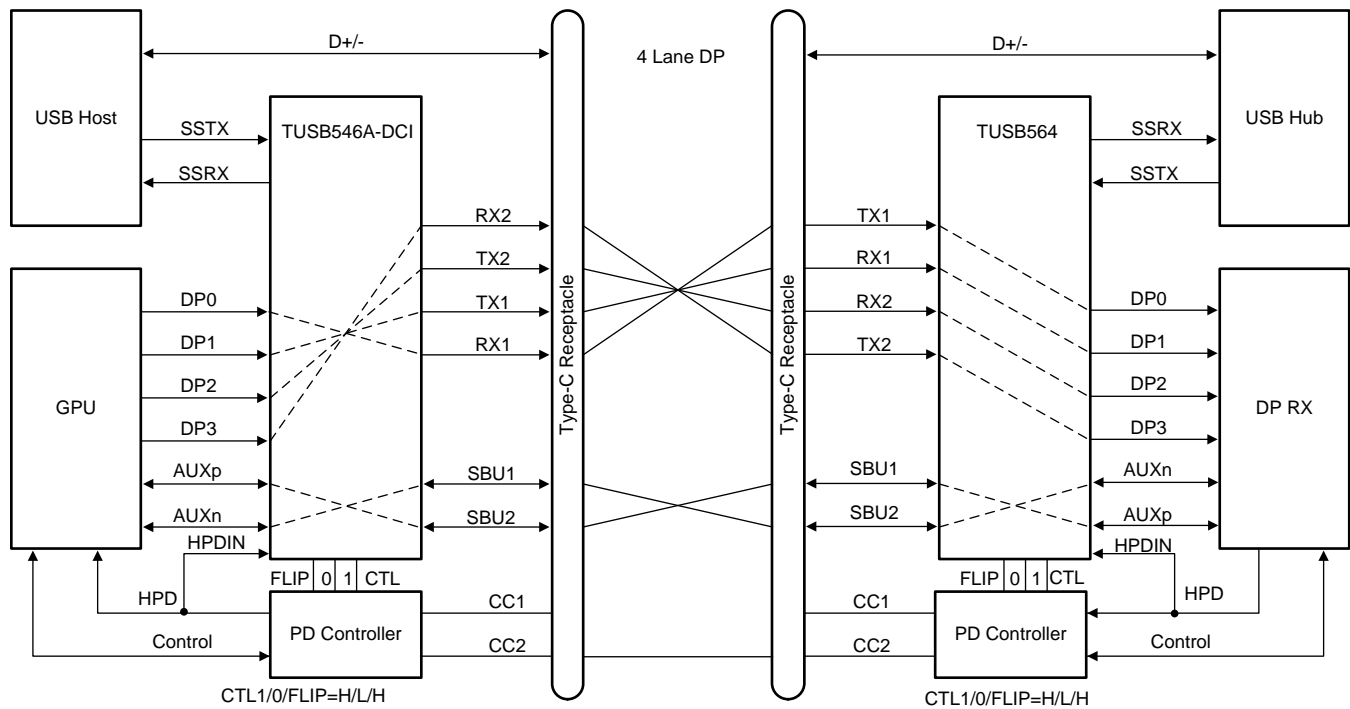 D+/-
4 Lane DP
D+/-
USB Host
TUSB546A-DCI
TUSB564
USB Hub
SSTX
SSRX
SSRX
SSTX
RX2
TX2
TX1
RX1
TX1
RX1
RX2
TX2
GPU
DP0
DP1
DP2
DP3
AUXp
AUXn
HPDIN
SBU1
SBU2
Type-C Receptacle
Type-C Receptacle
SBU1
SBU2
DP0
DP1
DP2
DP3
AUXn
AUXp
HPDIN
DP RX
FLIP 0 1 CTL
FLIP 0 1 CTL
HPD
Control
PD Controller
CC1
CC2
CC1
CC2
PD Controller
HPD
Control
CTL1/0/FLIP=H/L/H
CTL1/0/FLIP=H/L/H